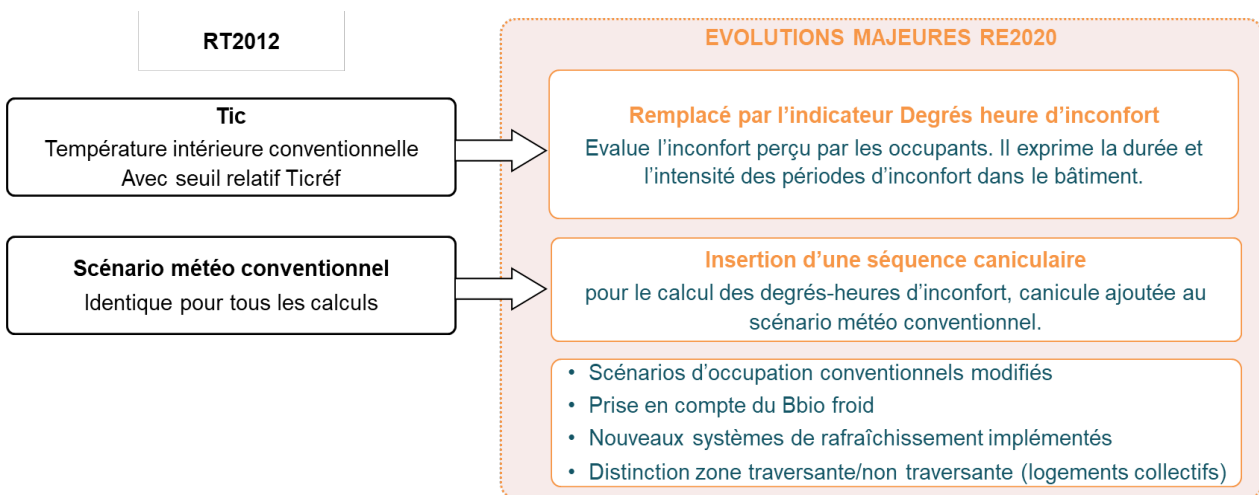 RT2012
EVOLUTIONS MAJEURES RE2020
Tic
Température intérieure conventionnelle
Avec seuil relatif Ticréf
Remplacé par l'indicateur Degrés heure d'inconfort
Evalue l'inconfort perçu par les occupants. Il exprime la durée et
l'intensité des périodes d'inconfort dans le bâtiment.
Scénario météo conventionnel
Identique pour tous les calculs
Insertion d'une séquence caniculaire
pour le calcul des degrés-heures d'inconfort, canicule ajoutée au
scénario météo conventionnel.
• Scénarios d'occupation conventionnels modifiés
• Prise en compte du Bbio froid
• Nouveaux systèmes de rafraîchissement implémentés
• Distinction zone traversante/non traversante (logements collectifs)